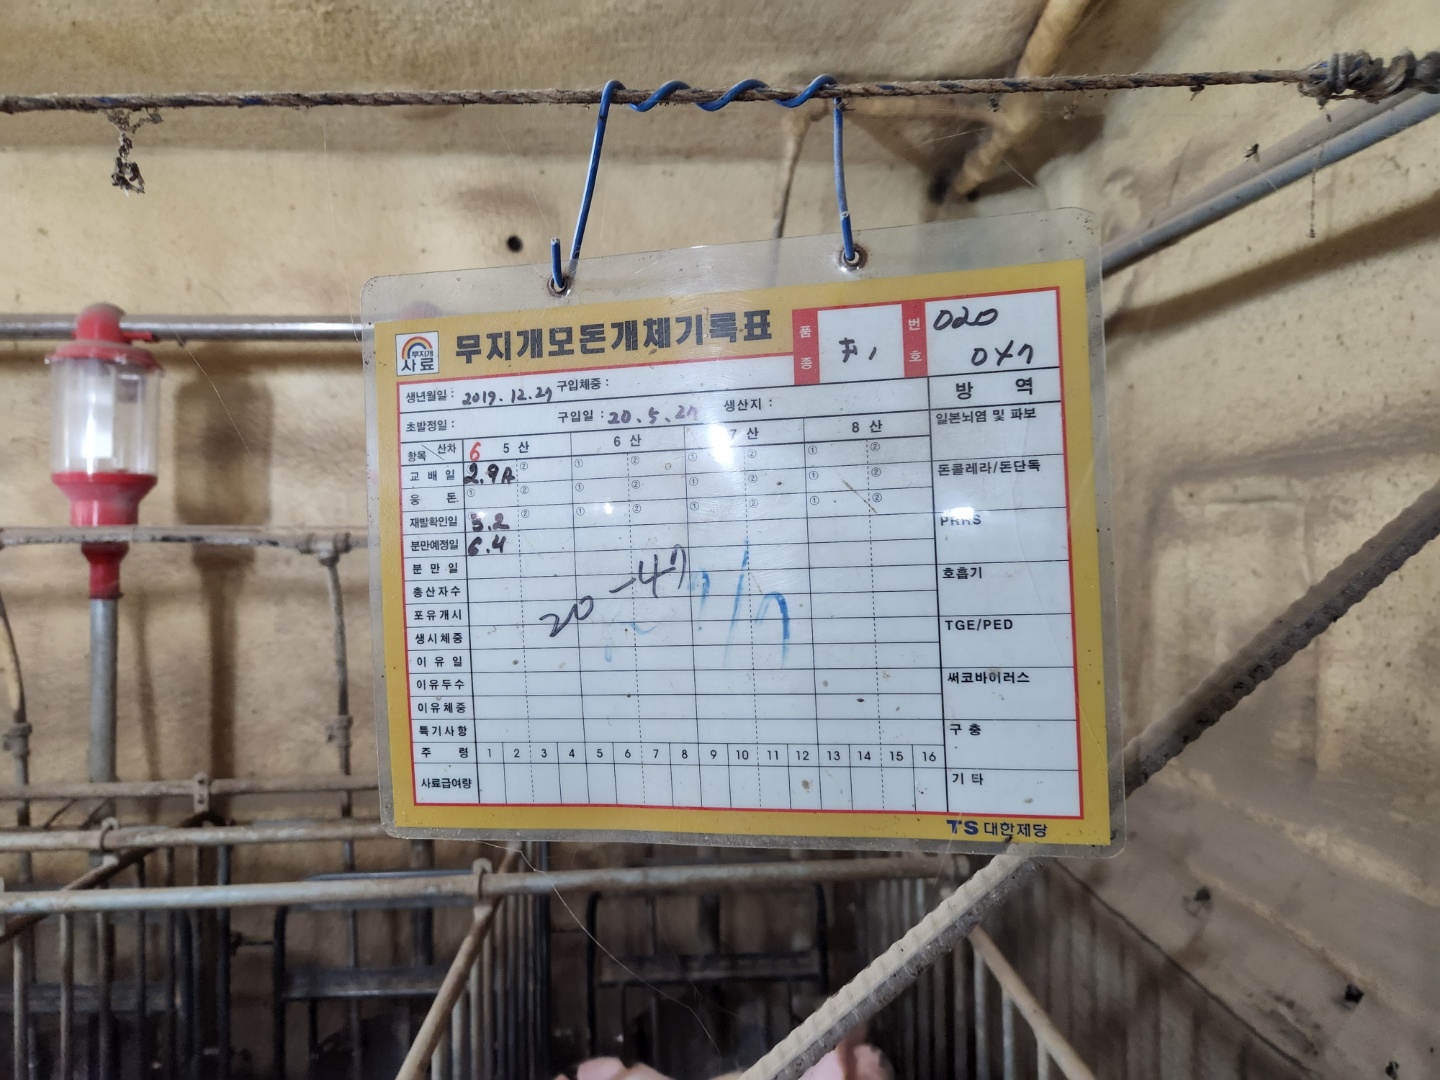 무지개
사료
무지개모돈개체기록표
품종
F1
번호
020
047
생년월일 : 2019. 12. 27 구입체중 :
초발정일 : 구입일 : 20. 5. 27 생산지 :
방 역
항목 산차 6 5 산 6 산 7 산 8 산
교 배 일 2.9A ② ① ② ① ② ① ②
웅 돈 ① ② ① ② ① ② ① ②
재발확인일 3.2 ② ① ② ① ② ① ②
분만예정일 6.4
분 만 일
총산자수
포유개시
생시체중
이 유 일
이유두수
이유체중
특기사항
20-47
주 령 1 2 3 4 5 6 7 8 9 10 11 12 13 14 15 16
사료급여량
일본뇌염 및 파보
돈콜레라/돈단독
PRRS
호흡기
TGE/PED
써코바이러스
구 충
기 타
TS 대한제당